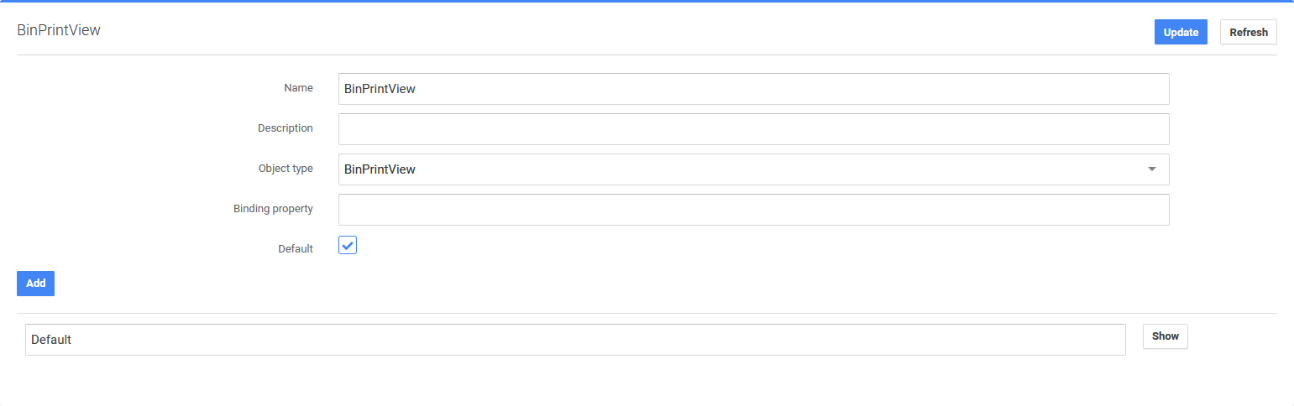 BinPrintView
Update Refresh
Name BinPrintView
Description
Object type BinPrintView
Binding property
Default
Add
Default Show